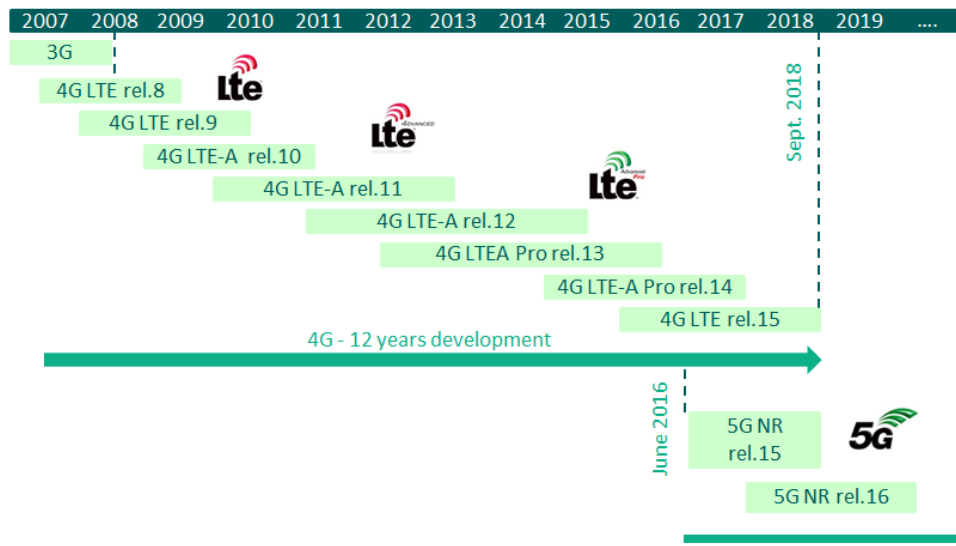 2007 2008 2009 2010 2011 2012 2013 2014 2015 2016 2017 2018 2019 ....
3G
4G LTE rel.8
Lte
4G LTE rel.9
4G LTE-A rel.10
Lte
4ADVANCED
4G LTE-A rel.11
Lte
Advanced
Pro
4G LTE-A rel.12
4G LTEA Pro rel.13
4G LTE-A Pro rel.14
4G LTE rel.15
Sept. 2018
4G - 12 years development
June 2016
5G NR
rel.15
5G
5G NR rel.16